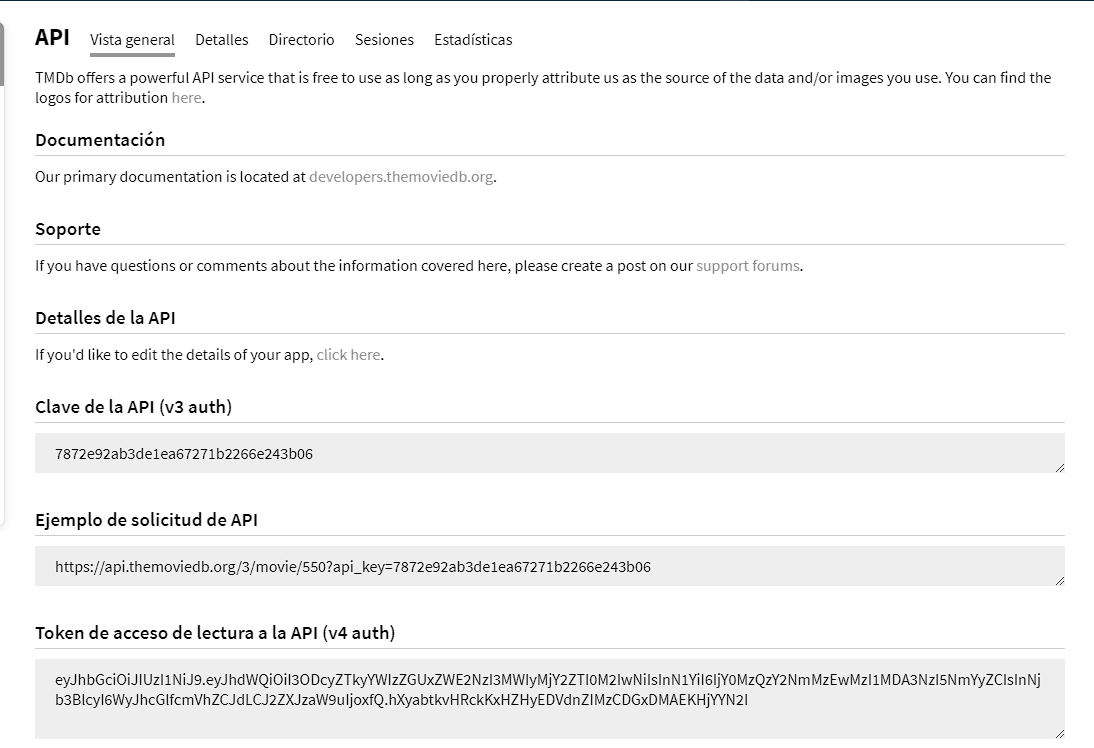 API Vista general Detalles Directorio Sesiones Estadísticas
TMDb offers a powerful API service that is free to use as long as you properly attribute us as the source of the data and/or images you use. You can find the
logos for attribution here.
Documentación
Our primary documentation is located at developers.themoviedb.org.
Soporte
If you have questions or comments about the information covered here, please create a post on our support forums.
Detalles de la API
If you'd like to edit the details of your app, click here.
Clave de la API (v3 auth)
7872e92ab3de1ea67271b2266e243b06
Ejemplo de solicitud de API
https://api.themoviedb.org/3/movie/550?api_key=7872e92ab3de1ea67271b2266e243b06
Token de acceso de lectura a la API (v4 auth)
eyJhbGciOiJIUzI1NiJ9.eyJhdWQiOiI3ODcyZTkyYWIzZGUxZWE2NzI3MWIyMjY2ZTI0M2IwNiIsInN1YiI6IjY0MzQzY2NmMzEwMzI1MDA3NzI5NmYyZCIsInNj
b3BlcyI6WyJhcGlfcmVhZCJdLCJ2ZXJzaW9uIjoxfQ.hXyabtkvHRckKxHZHyEDVdnZIMzCDGxDMAEKHjYYN2I